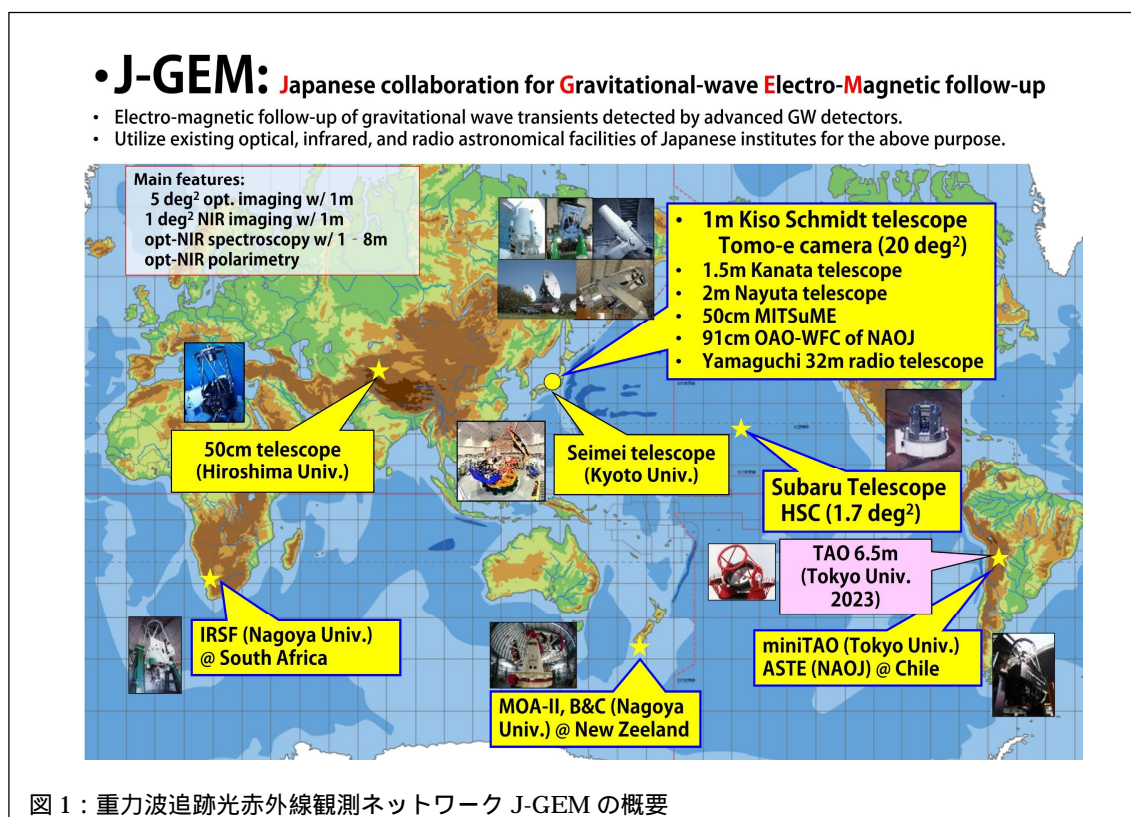 •J-GEM: Japanese collaboration for Gravitational-wave Electro-Magnetic follow-up
• Electro-magnetic follow-up of gravitational wave transients detected by advanced GW detectors.
• Utilize existing optical, infrared, and radio astronomical facilities of Japanese institutes for the above purpose.
Main features:
5 deg² opt. imaging w/ 1m
1 deg² NIR imaging w/ 1m
opt-NIR spectroscopy w/ 1‐8m
opt-NIR polarimetry
• 1m Kiso Schmidt telescope
Tomo-e camera (20 deg²)
• 1.5m Kanata telescope
• 2m Nayuta telescope
• 50cm MITSuME
• 91cm OAO-WFC of NAOJ
• Yamaguchi 32m radio telescope
50cm telescope
(Hiroshima Univ.)
Seimei telescope
(Kyoto Univ.)
Subaru Telescope
HSC (1.7 deg²)
TAO 6.5m
(Tokyo Univ.
2023)
IRSF (Nagoya Univ.)
@ South Africa
miniTAO (Tokyo Univ.)
ASTE (NAOJ) @ Chile
MOA-II, B&C (Nagoya
Univ.) @ New Zeeland
図 1：重力波追跡光赤外線観測ネットワーク J-GEM の概要